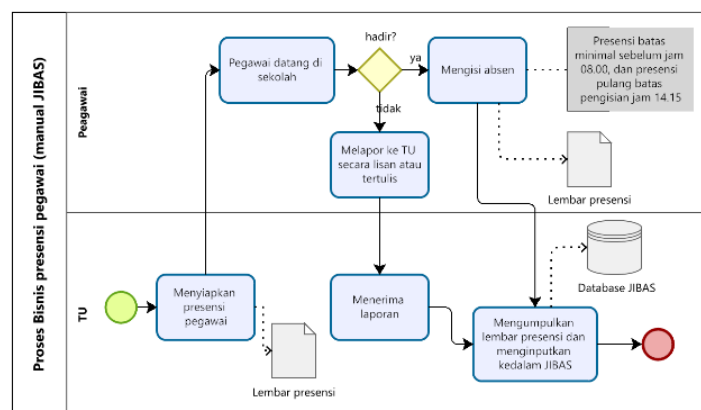 Proses Bisnis presensi pegawai (manual JIBAS)
Peagawai
Pegawai datang di
sekolah
hadir?
ya
tidak
Mengisi absen
Presensi batas
minimal sebelum jam
08.00, dan presensi
pulang batas
pengisian jam 14.15
Melapor ke TU
secara lisan atau
tertulis
Lembar presensi
TU
Menyiapkan
presensi
pegawai
Lembar presensi
Menerima
laporan
Mengumpulkan
lembar presensi dan
menginputkan
kedalam JIBAS
Database JIBAS